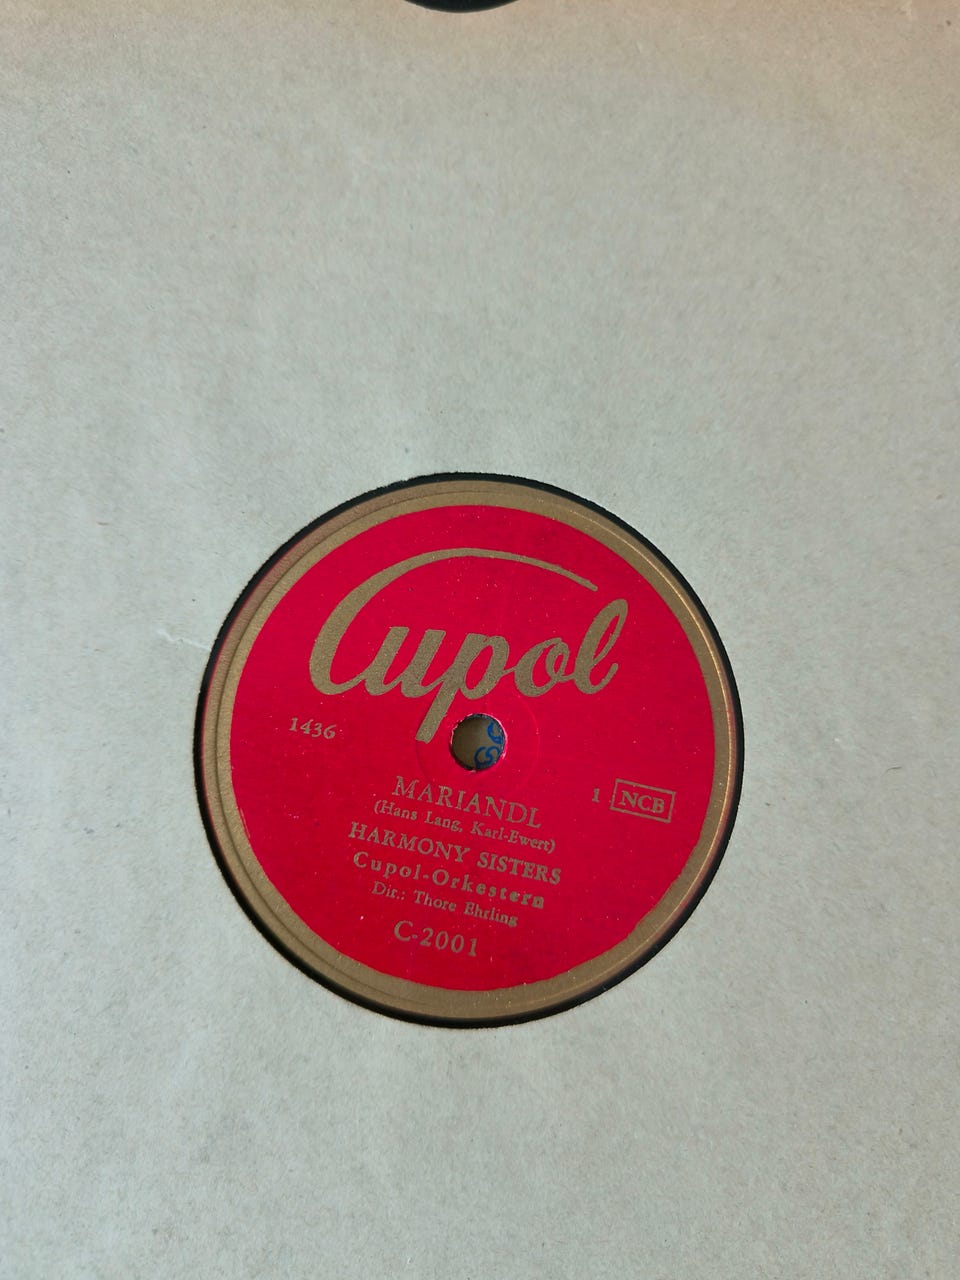 Cupol
1436
1 NCB
MARIANDL
(Hans Lang, Karl-Ewert)
HARMONY SISTERS
Cupol-Orkestern
Dir.: Thore Ehrling
C-2001